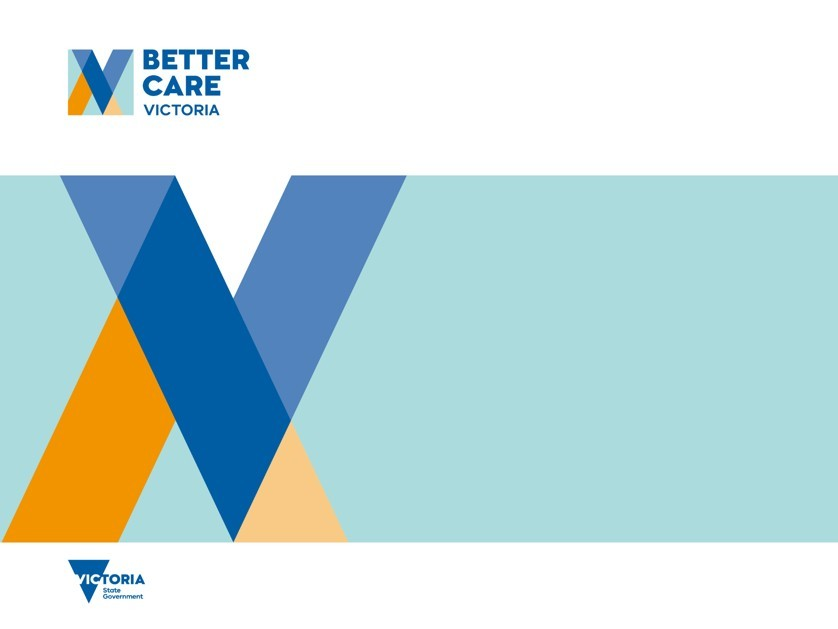 BETTER
CARE
VICTORIA
VICTORIA
State
Government